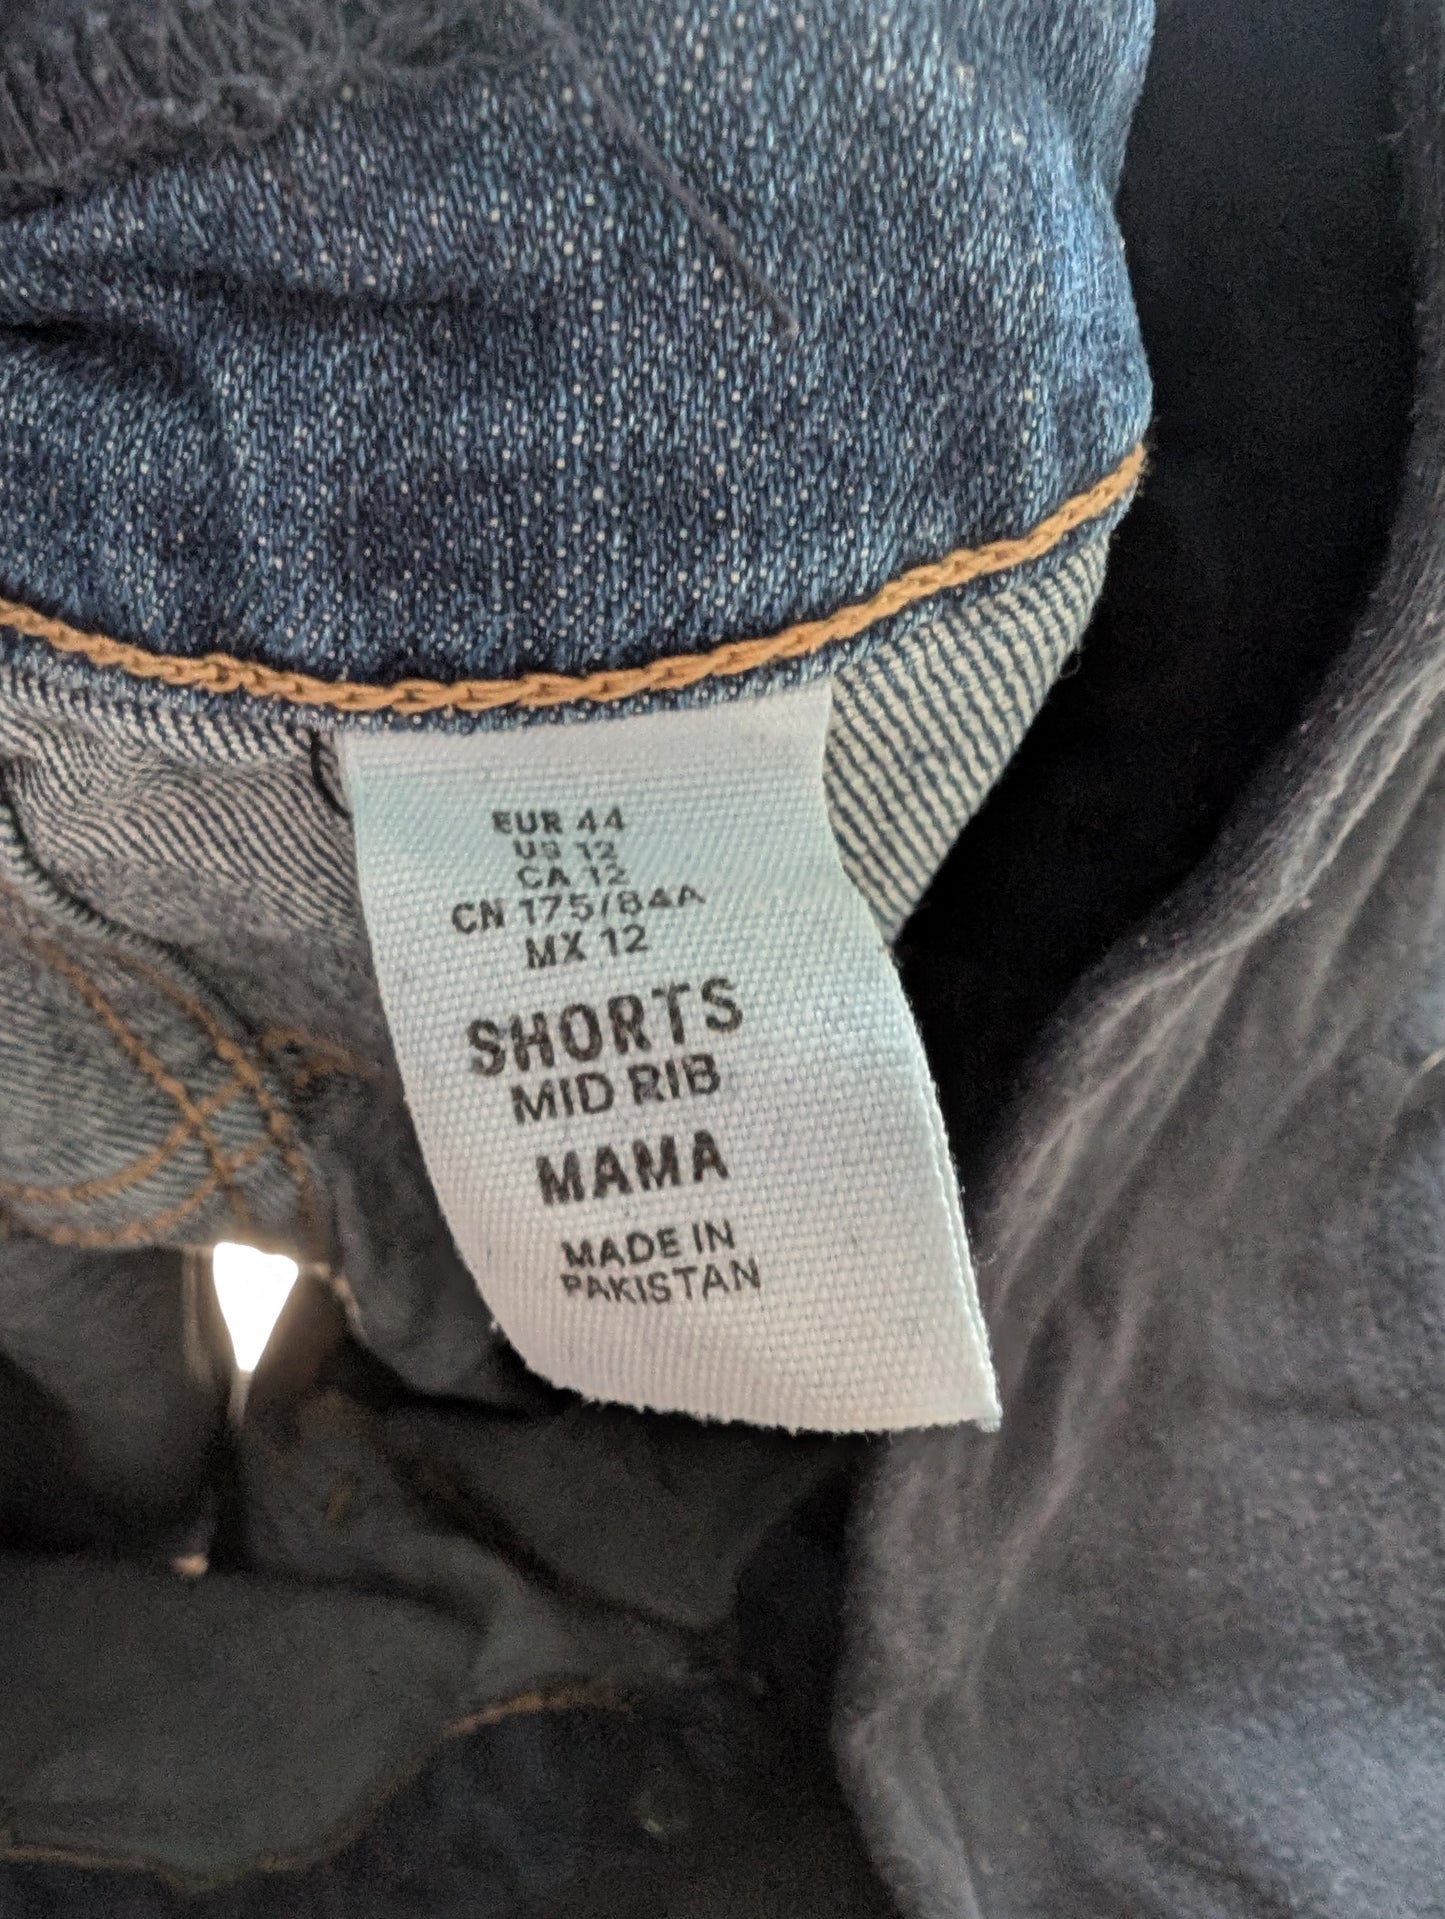 EUR 44
US 12
CA 12
CN 175/84A
MX 12
SHORTS
MID RIB
MAMA
MADE IN
PAKISTAN